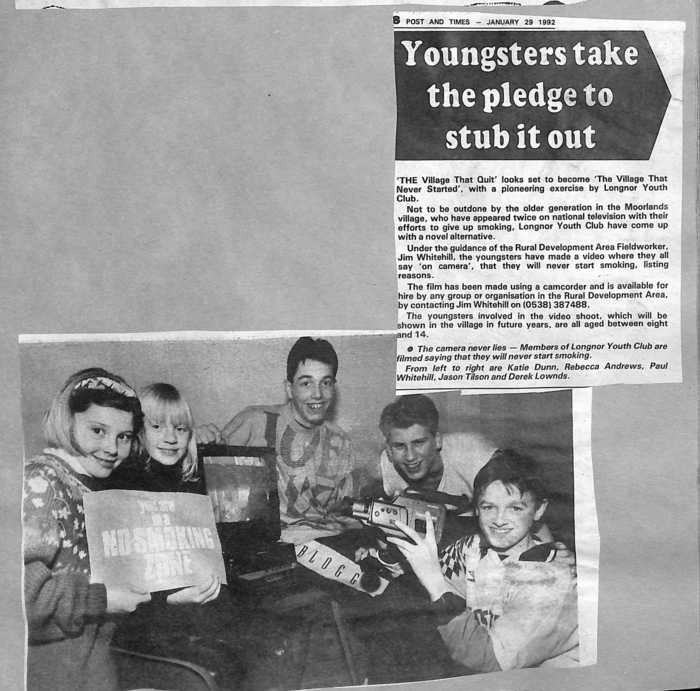 S POST AND TIMES — JANUARY 29 1992
Youngsters take
the pledge to
stub it out
'THE Village That Quit' looks set to become 'The Village That
Never Started', with a pioneering exercise by Longnor Youth
Club.
Not to be outdone by the older generation in the Moorlands
village, who have appeared twice on national television with their
efforts to give up smoking, Longnor Youth Club have come up
with a novel alternative.
Under the guidance of the Rural Development Area Fieldworker,
Jim Whitehill, the youngsters have made a video where they all
say 'on camera', that they will never start smoking, listing
reasons.
The film has been made using a camcorder and is available for
hire by any group or organisation in the Rural Development Area,
by contacting Jim Whitehill on (0538) 387488.
The youngsters involved in the video shoot, which will be
shown in the village in future years, are all aged between eight
and 14.
● The camera never lies — Members of Longnor Youth Club are
filmed saying that they will never start smoking.
From left to right are Katie Dunn, Rebecca Andrews, Paul
Whitehill, Jason Tilson and Derek Lownds.
NO SMOKING
ZONE
BLOGG